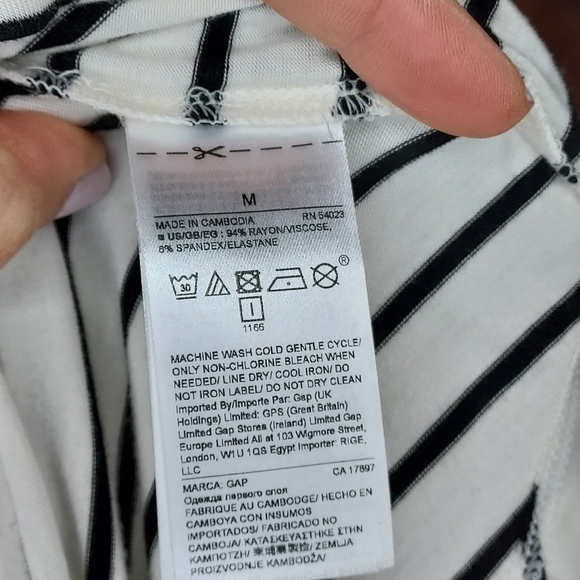 M
MADE IN CAMBODIA RN 54023
US/GB/EG : 94% RAYON/VISCOSE,
6% SPANDEX/ELASTANE
30
®
I
1166
MACHINE WASH COLD GENTLE CYCLE/
ONLY NON-CHLORINE BLEACH WHEN
NEEDED/ LINE DRY/ COOL IRON/ DO
NOT IRON LABEL/ DO NOT DRY CLEAN
Imported By/Importe Par: Gap (UK
Holdings) Limited: GPS (Great Britain)
Limited Gap Stores (Ireland) Limited Gap
Europe Limited All at 103 Wigmore Street,
London, W1U 1QS Egypt Importer: RIGE,
LLC
MARCA: GAP CA 17897
Одежда первого слоя
FABRIQUE AU CAMBODGE/ HECHO EN
CAMBOYA CON INSUMOS
IMPORTADOS/ FABRICADO NO
CAMBOJA/ ΚΑΤΑΣΚΕΥΑΣΤΗΚΕ ΣΤΗΝ
ΚΑΜΠΟΤΖΗ/ 柬埔寨製造/ ZEMLJA
PROIZVODNJE KAMBODŽA/